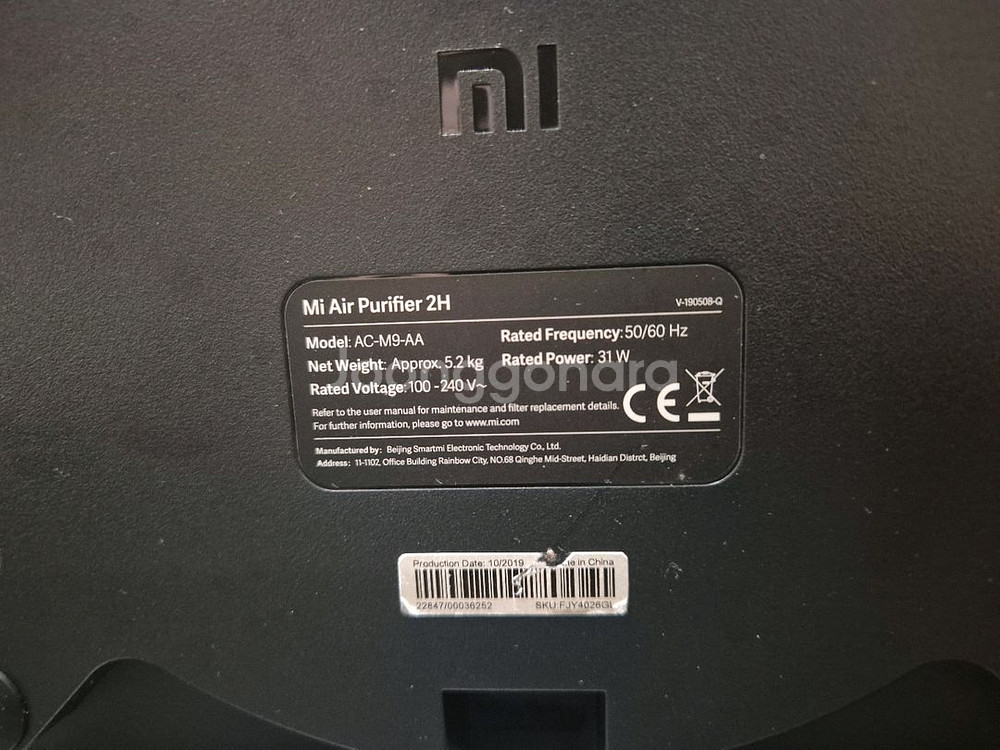 mi
Mi Air Purifier 2H
V-190508-Q
Model: AC-M9-AA
Rated Frequency: 50/60 Hz
Net Weight: Approx. 5.2 kg
Rated Power: 31 W
Rated Voltage: 100 - 240 V~
Joonggonara
Refer to the user manual for maintenance and filter replacement details.
For further information, please go to www.mi.com
CE
Manufactured by: Beijing Smartmi Electronic Technology Co., Ltd.
Address: 11-1102, Office Building Rainbow City, NO.68 Qinghe Mid-Street, Haidian Distrct, Beijing
Production Date: 10/2019 in China
22847/00036252
SKU:FJY4026GL